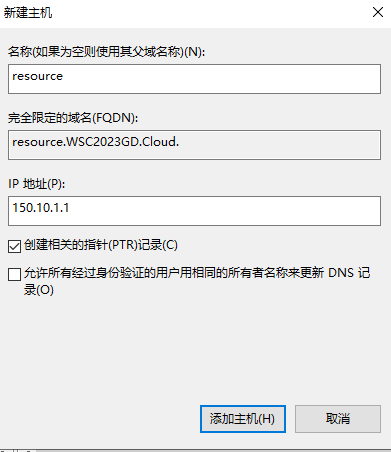 新建主机
名称(如果为空则使用其父域名称)(N):
resource
完全限定的域名(FQDN):
resource.WSC2023GD.Cloud.
IP 地址(P):
150.10.1.1
创建相关的指针(PTR)记录(C)
允许所有经过身份验证的用户用相同的所有者名称来更新 DNS 记
录(O)
添加主机(H)
取消